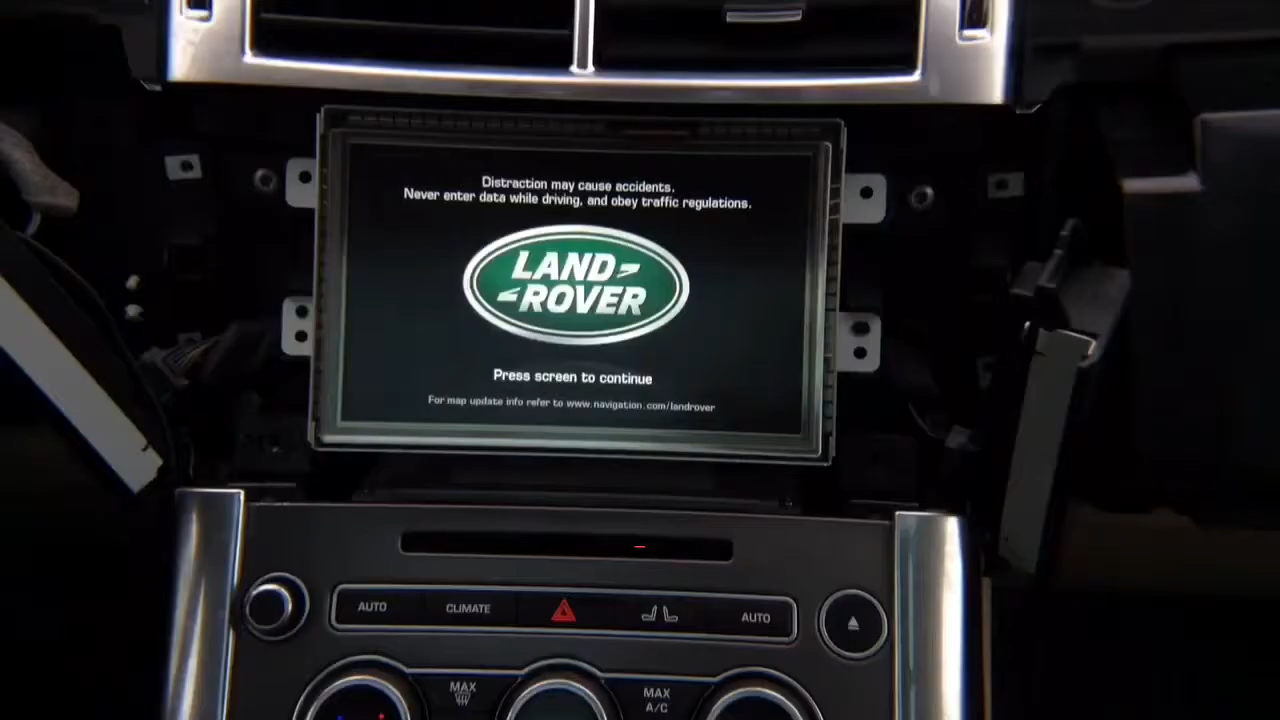 Distraction may cause accidents.
Never enter data while driving, and obey traffic regulations.
LAND
ROVER
Press screen to continue
For map update info refer to www.navigation.com/landrover
AUTO
CLIMATE
AUTO
MAX
MAX
A/C